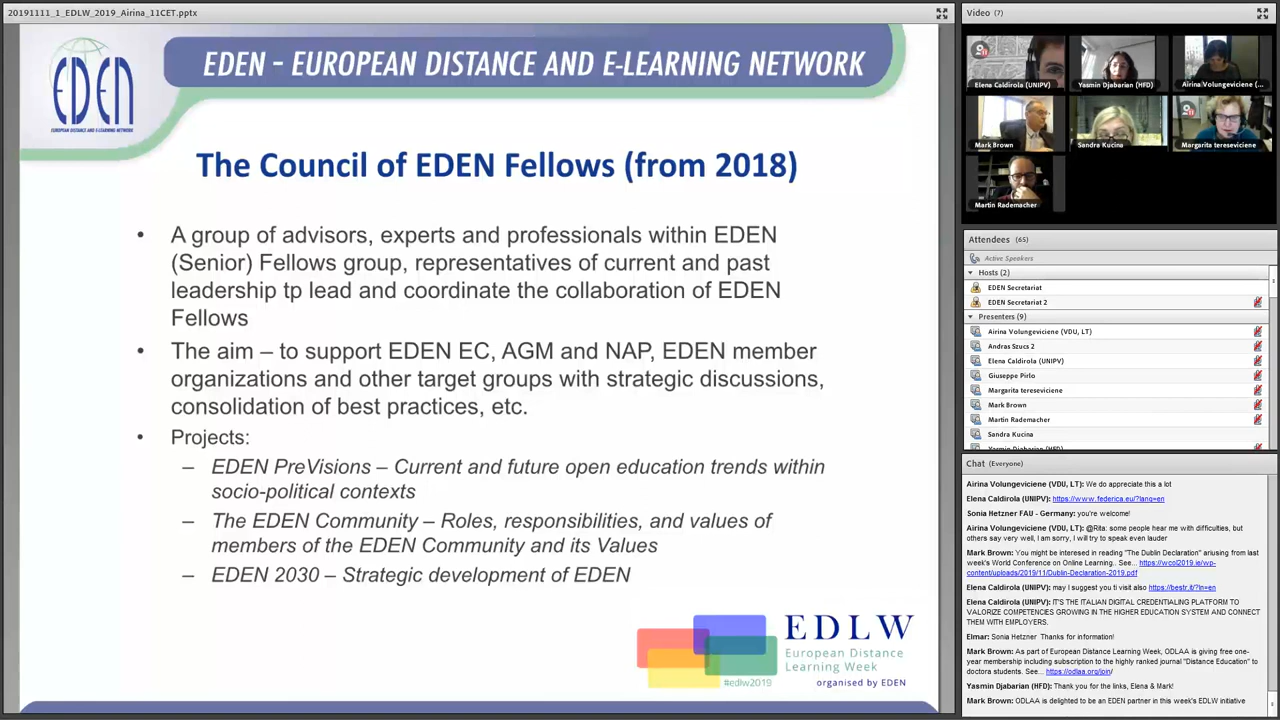 20191111_1_EDLW_2019_Airina_11CET.pptx
EDEN
EUROPEAN DISTANCE AND E-LEARNING NETWORK
EDEN - EUROPEAN DISTANCE AND E-LEARNING NETWORK
The Council of EDEN Fellows (from 2018)
• A group of advisors, experts and professionals within EDEN
(Senior) Fellows group, representatives of current and past
leadership tp lead and coordinate the collaboration of EDEN
Fellows
• The aim – to support EDEN EC, AGM and NAP, EDEN member
organizations and other target groups with strategic discussions,
consolidation of best practices, etc.
• Projects:
– EDEN PreVisions – Current and future open education trends within
socio-political contexts
– The EDEN Community – Roles, responsibilities, and values of
members of the EDEN Community and its Values
– EDEN 2030 – Strategic development of EDEN
EDLW
European Distance
Learning Week
#edlw2019
organised by EDEN
Video (7)
Elena Caldirola (UNIPV)
Yasmin Djabarian (HFD)
Airina Volungeviciene (...
Mark Brown
Sandra Kucina
Margarita tereseviciene
Martin Rademacher
Attendees (65)
Active Speakers
Hosts (2)
EDEN Secretariat
EDEN Secretariat 2
Presenters (9)
Airina Volungeviciene (VDU, LT)
Andras Szucs 2
Elena Caldirola (UNIPV)
Giuseppe Pirlo
Margarita tereseviciene
Mark Brown
Martin Rademacher
Sandra Kucina
Yasmin Djabarian (HFD)
Chat (Everyone)
Airina Volungeviciene (VDU, LT): We do appreciate this a lot
Elena Caldirola (UNIPV): https://www.federica.eu/?lang=en
Sonia Hetzner FAU - Germany: you're welcome!
Airina Volungeviciene (VDU, LT): @Rita: some people hear me with difficulties, but
others say very well, I am sorry, I will try to speak even lauder
Mark Brown: You might be interesed in reading "The Dublin Declaration" ariusing from last
week's World Conference on Online Learning.. See... https://wcol2019.ie/wp-
content/uploads/2019/11/Dublin-Declaration-2019.pdf
Elena Caldirola (UNIPV): may I suggest you ti visit also https://bestr.it/?ln=en
Elena Caldirola (UNIPV): IT'S THE ITALIAN DIGITAL CREDENTIALING PLATFORM TO
VALORIZE COMPETENCIES GROWING IN THE HIGHER EDUCATION SYSTEM AND CONNECT
THEM WITH EMPLOYERS.
Elmar: Sonia Hetzner Thanks for information!
Mark Brown: As part of European Distance Learning Week, ODLAA is giving free one-
year membership including subscription to the highly ranked journal "Distance Education" to
doctora students. See... https://odlaa.org/join/
Yasmin Djabarian (HFD): Thank you for the links, Elena & Mark!
Mark Brown: ODLAA is delighted to be an EDEN partner in this week's EDLW initiative